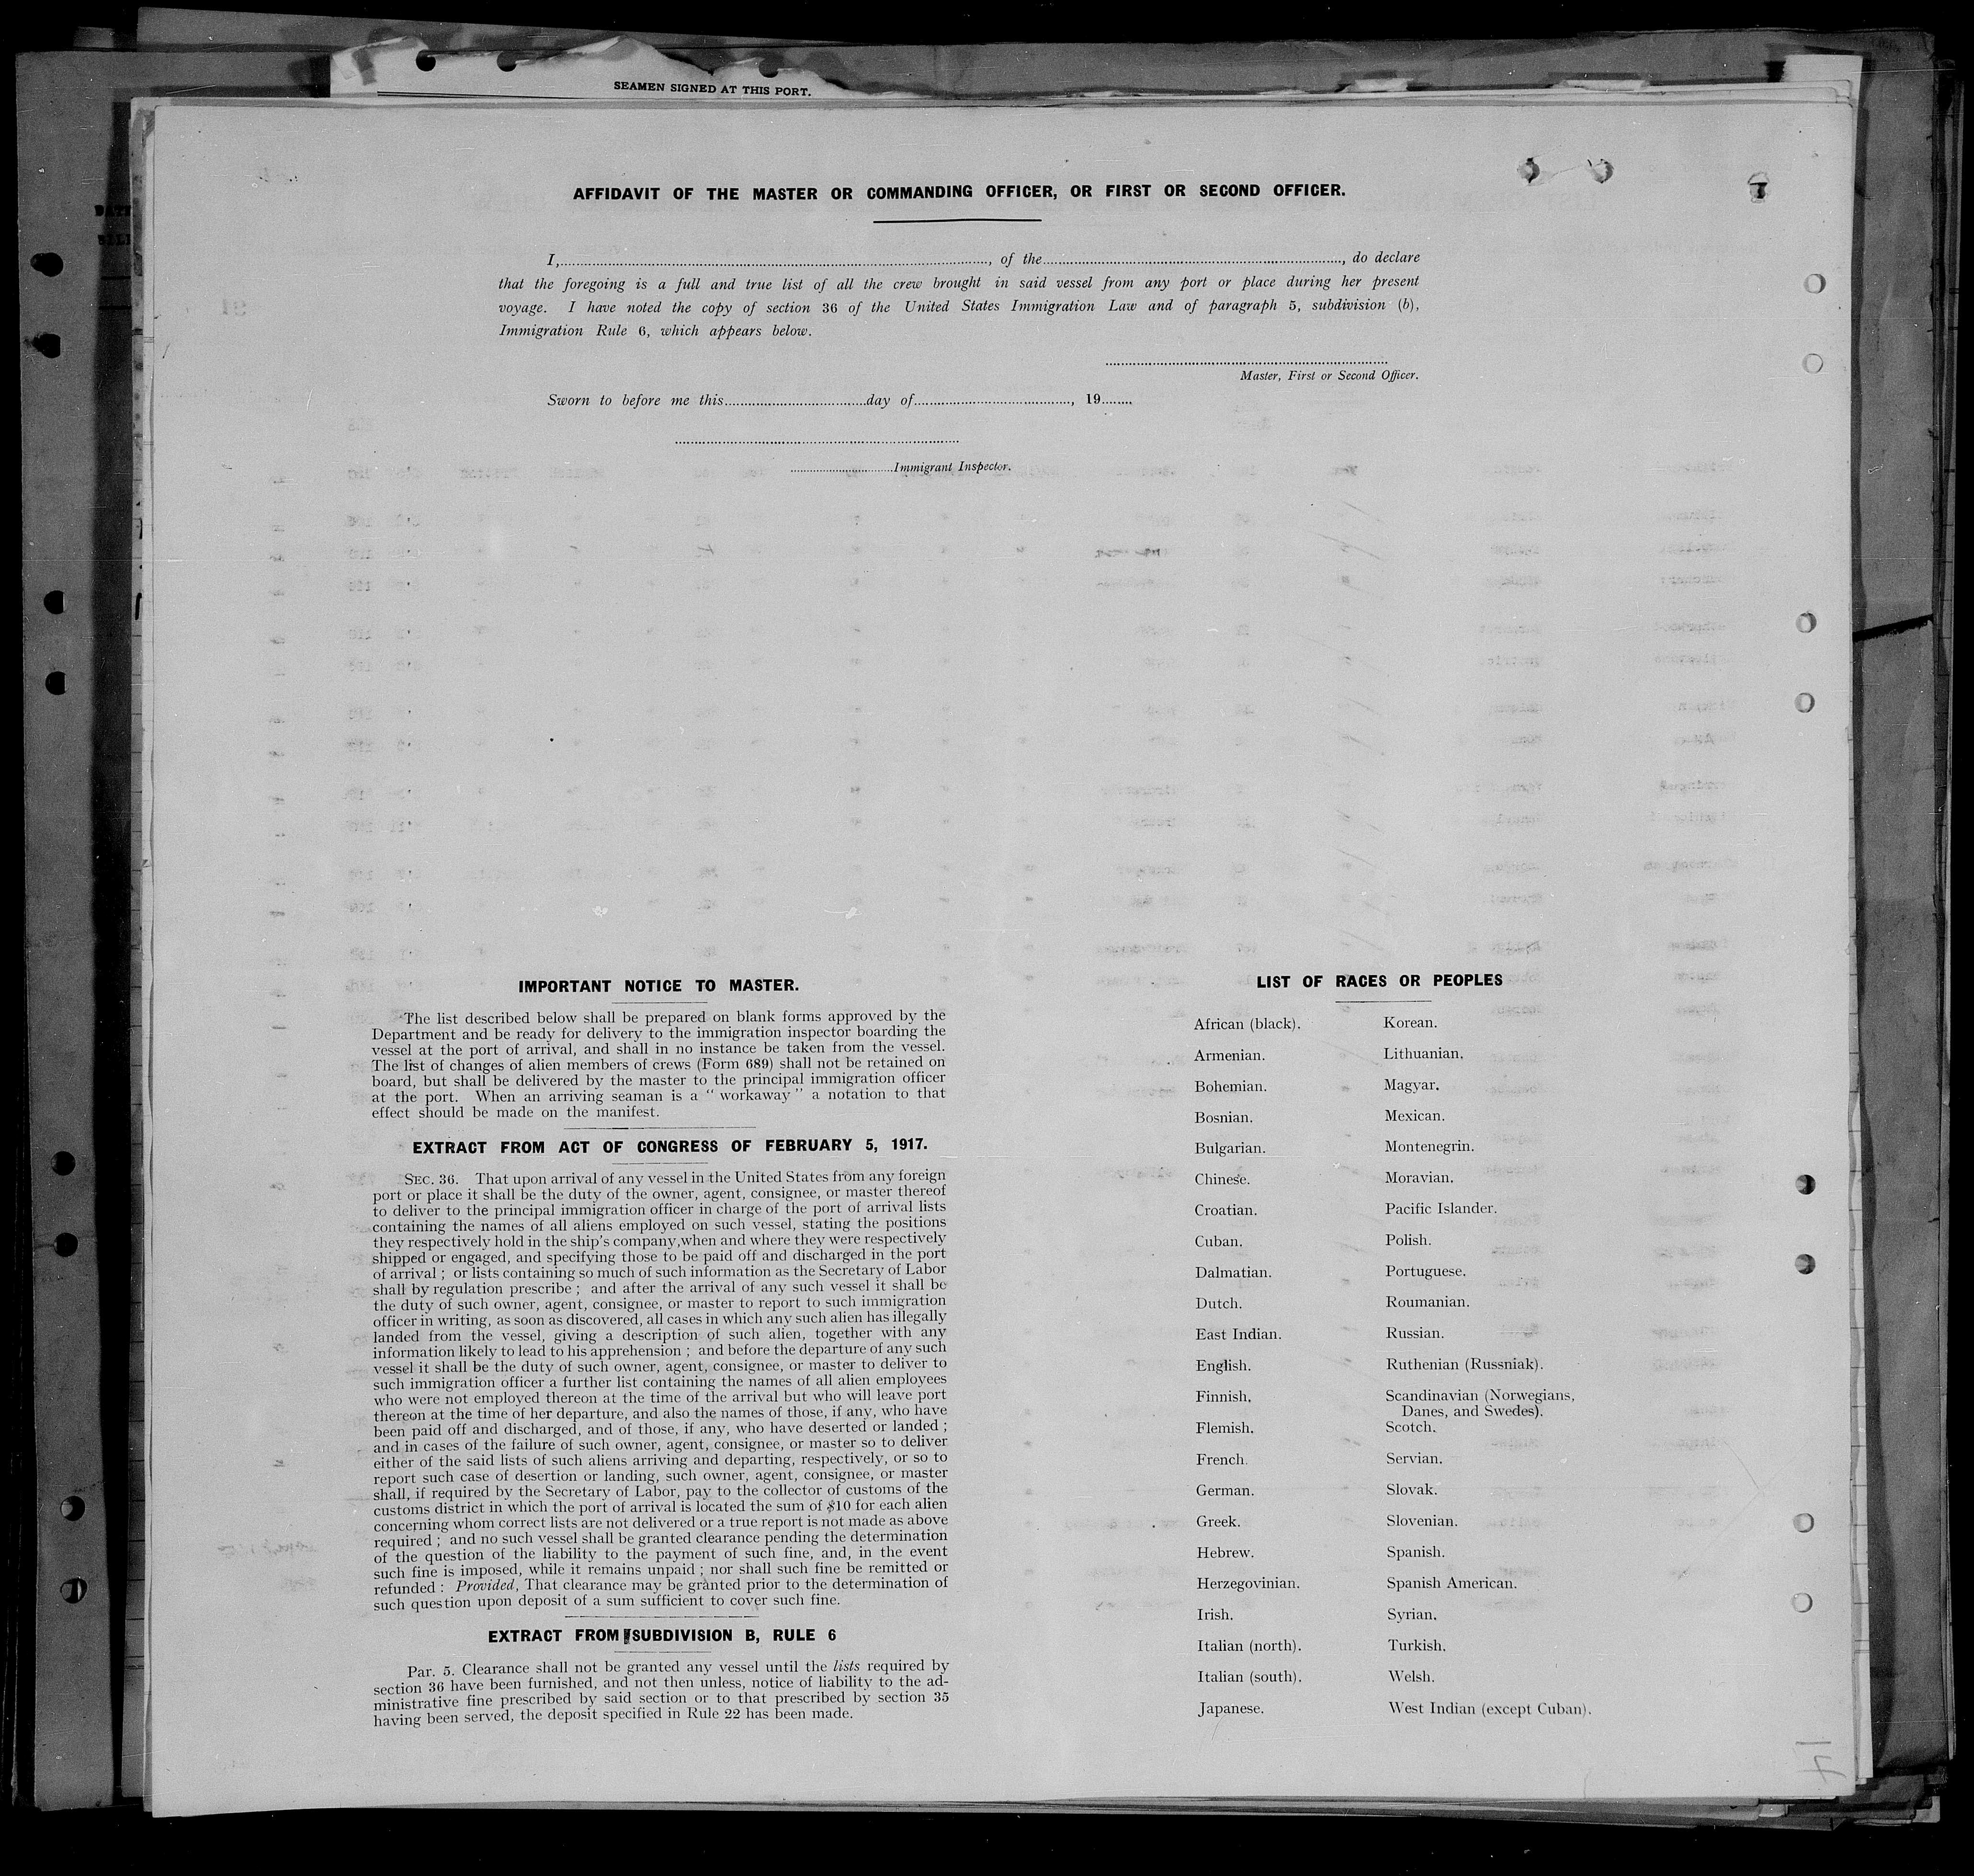 SEAMEN SIGNED AT THIS PORT.
AFFIDAVIT OF THE MASTER OR COMMANDING OFFICER, OR FIRST OR SECOND OFFICER.
I,........................, of the........................, do declare
that the foregoing is a full and true list of all the crew brought in said vessel from any port or place during her present
voyage. I have noted the copy of section 36 of the United States Immigration Law and of paragraph 5, subdivision (b),
Immigration Rule 6, which appears below.
Master, First or Second Officer.
Sworn to before me this................day of................, 19........
................Immigrant Inspector.
IMPORTANT NOTICE TO MASTER.
The list described below shall be prepared on blank forms approved by the
Department and be ready for delivery to the immigration inspector boarding the
vessel at the port of arrival, and shall in no instance be taken from the vessel.
The list of changes of alien members of crews (Form 689) shall not be retained on
board, but shall be delivered by the master to the principal immigration officer
at the port. When an arriving seaman is a " workaway " a notation to that
effect should be made on the manifest.
EXTRACT FROM ACT OF CONGRESS OF FEBRUARY 5, 1917.
SEC. 36. That upon arrival of any vessel in the United States from any foreign
port or place it shall be the duty of the owner, agent, consignee, or master thereof
to deliver to the principal immigration officer in charge of the port of arrival lists
containing the names of all aliens employed on such vessel, stating the positions
they respectively hold in the ship's company,when and where they were respectively
shipped or engaged, and specifying those to be paid off and discharged in the port
of arrival ; or lists containing so much of such information as the Secretary of Labor
shall by regulation prescribe ; and after the arrival of any such vessel it shall be
the duty of such owner, agent, consignee, or master to report to such immigration
officer in writing, as soon as discovered, all cases in which any such alien has illegally
landed from the vessel, giving a description of such alien, together with any
information likely to lead to his apprehension ; and before the departure of any such
vessel it shall be the duty of such owner, agent, consignee, or master to deliver to
such immigration officer a further list containing the names of all alien employees
who were not employed thereon at the time of the arrival but who will leave port
thereon at the time of her departure, and also the names of those, if any, who have
been paid off and discharged, and of those, if any, who have deserted or landed ;
and in cases of the failure of such owner, agent, consignee, or master so to deliver
either of the said lists of such aliens arriving and departing, respectively, or so to
report such case of desertion or landing, such owner, agent, consignee, or master
shall, if required by the Secretary of Labor, pay to the collector of customs of the
customs district in which the port of arrival is located the sum of $10 for each alien
concerning whom correct lists are not delivered or a true report is not made as above
required ; and no such vessel shall be granted clearance pending the determination
of the question of the liability to the payment of such fine, and, in the event
such fine is imposed, while it remains unpaid ; nor shall such fine be remitted or
refunded : Provided, That clearance may be granted prior to the determination of
such question upon deposit of a sum sufficient to cover such fine.
EXTRACT FROM SUBDIVISION B, RULE 6
Par. 5. Clearance shall not be granted any vessel until the lists required by
section 36 have been furnished, and not then unless, notice of liability to the ad-
ministrative fine prescribed by said section or to that prescribed by section 35
having been served, the deposit specified in Rule 22 has been made.
LIST OF RACES OR PEOPLES
African (black).
Armenian.
Bohemian.
Bosnian.
Bulgarian.
Chinese.
Croatian.
Cuban.
Dalmatian.
Dutch.
East Indian.
English.
Finnish.
Flemish.
French.
German.
Greek.
Hebrew.
Herzegovinian.
Irish.
Italian (north).
Italian (south).
Japanese.
Korean.
Lithuanian.
Magyar.
Mexican.
Montenegrin.
Moravian.
Pacific Islander.
Polish.
Portuguese.
Roumanian.
Russian.
Ruthenian (Russniak).
Scandinavian (Norwegians,
Danes, and Swedes).
Scotch.
Servian.
Slovak.
Slovenian.
Spanish.
Spanish American.
Syrian.
Turkish.
Welsh.
West Indian (except Cuban).